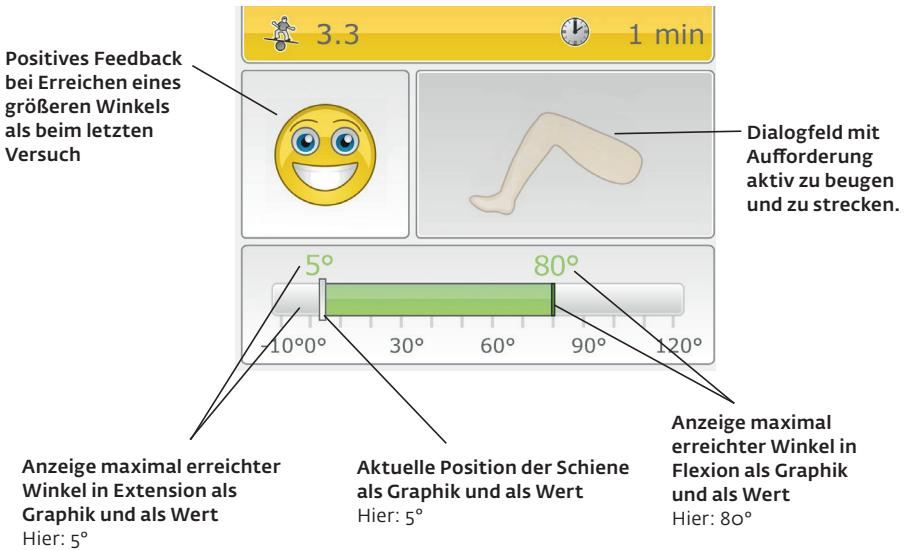 3.3 1 min
Positives Feedback
bei Erreichen eines
größeren Winkels
als beim letzten
Versuch
Dialogfeld mit
Aufforderung
aktiv zu beugen
und zu strecken.
5° 80°
-10°0° 30° 60° 90° 120°
Anzeige maximal erreichter
Winkel in Extension als
Graphik und als Wert
Hier: 5°
Aktuelle Position der Schiene
als Graphik und als Wert
Hier: 5°
Anzeige maximal
erreichter Winkel in
Flexion als Graphik
und als Wert
Hier: 80°